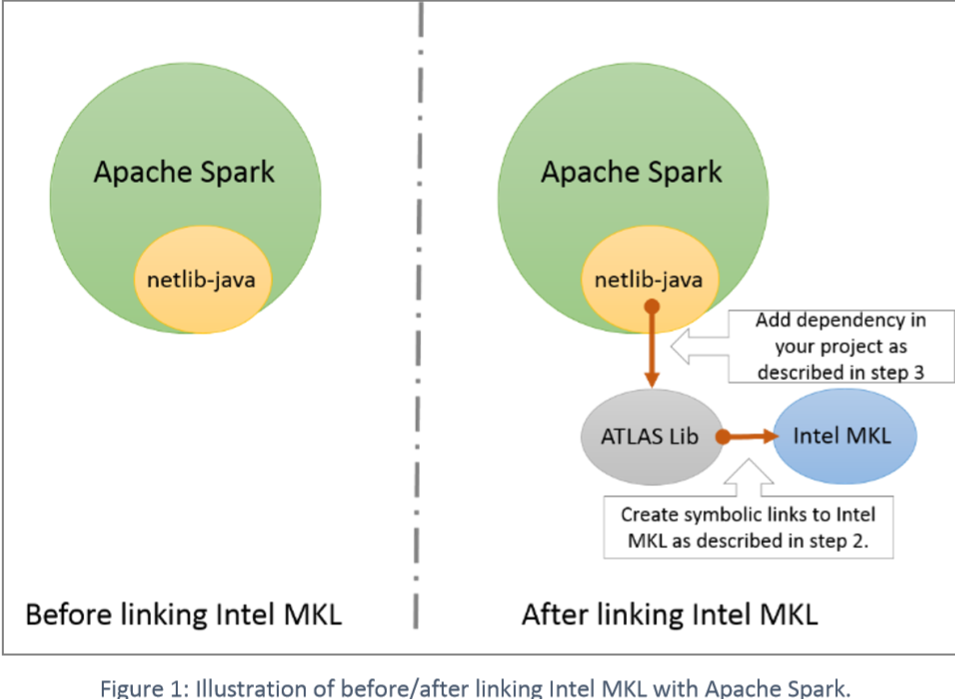 Apache Spark
netlib-java
Before linking Intel MKL
Apache Spark
netlib-java
Add dependency in
your project as
described in step 3
ATLAS Lib
Intel MKL
Create symbolic links to Intel
MKL as described in step 2.
After linking Intel MKL
Figure 1: Illustration of before/after linking Intel MKL with Apache Spark.